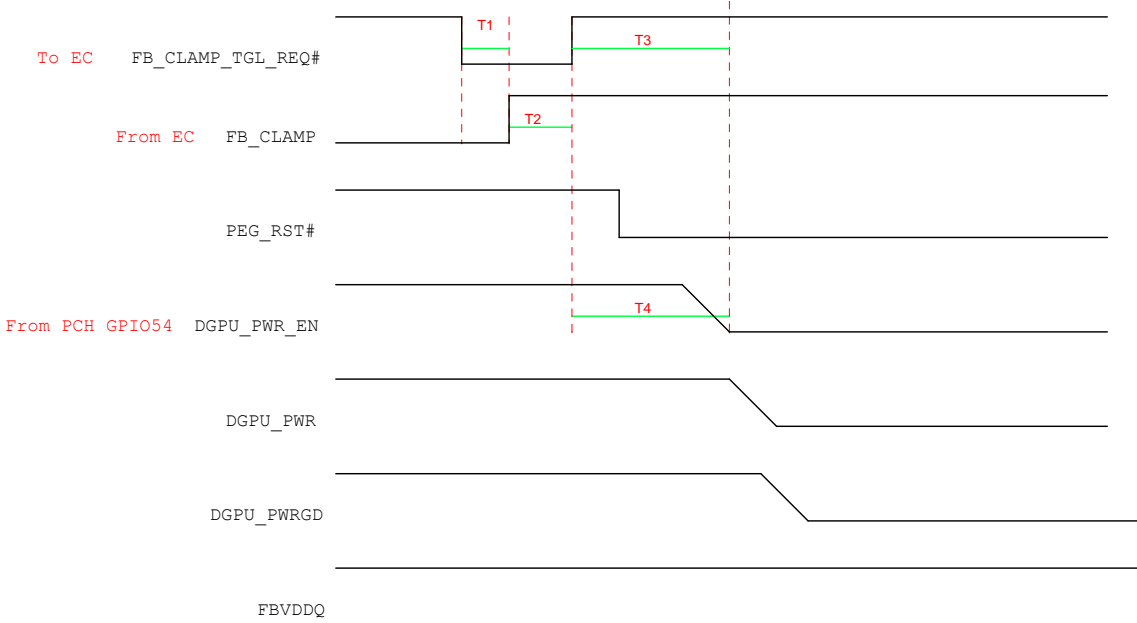 T1
T3
To EC FB_CLAMP_TGL_REQ#
T2
From EC FB_CLAMP
PEG_RST#
T4
From PCH GPIO54 DGPU_PWR_EN
DGPU_PWR
DGPU_PWRGD
FBVDDQ